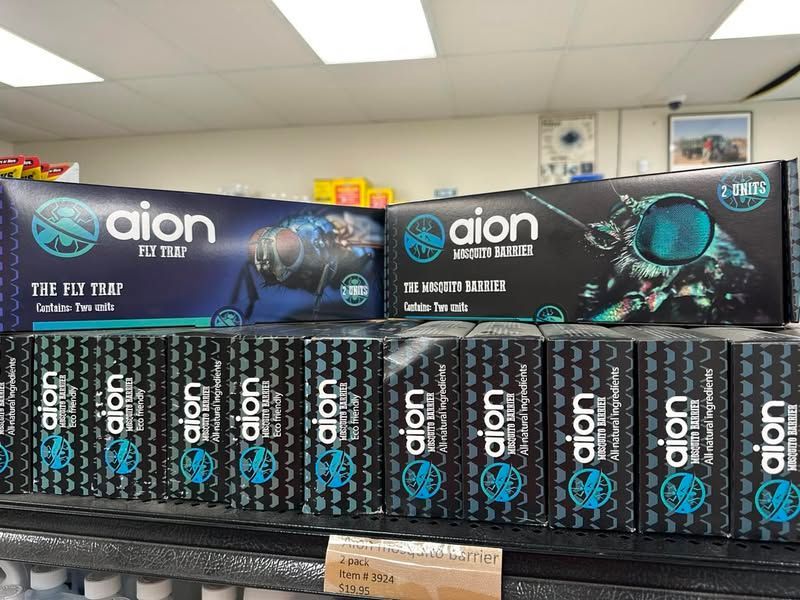 aion
FLY TRAP
THE FLY TRAP
Contains: Two units
2 UNITS
aion
MOSQUITO BARRIER
THE MOSQUITO BARRIER
Contains: Two units
2 UNITS
MOSQUITO BARRIER
All-natural ingredients
aion
MOSQUITO BARRIER
Eco friendly
aion
MOSQUITO BARRIER
Eco friendly
aion
MOSQUITO BARRIER
All-natural ingredients
aion
MOSQUITO BARRIER
Eco friendly
aion
MOSQUITO BARRIER
Eco friendly
aion
MOSQUITO BARRIER
All-natural ingredients
aion
MOSQUITO BARRIER
All-natural ingredients
aion
MOSQUITO BARRIER
All-natural ingredients
aion
MOSQUITO BARRIER
All-natural ingredients
aion
MOSQUITO BARRIER
Aion mosquito barrier
2 pack
Item # 3924
$19.95